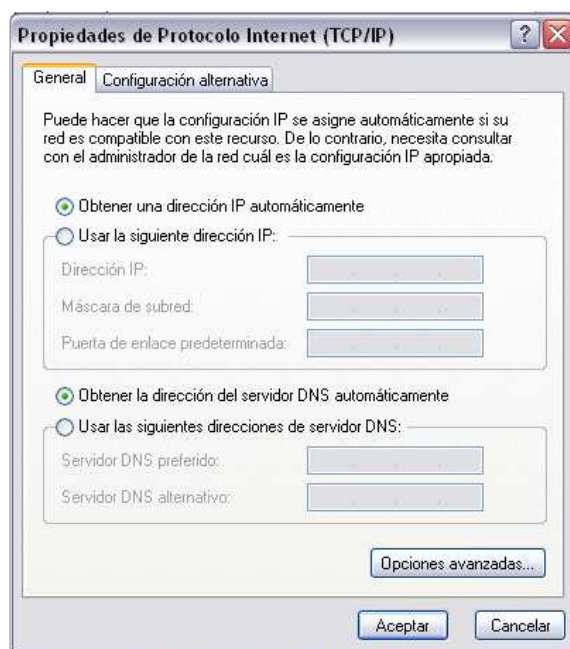 Propiedades de Protocolo Internet (TCP/IP)
General
Configuración alternativa
Puede hacer que la configuración IP se asigne automáticamente si su
red es compatible con este recurso. De lo contrario, necesita consultar
con el administrador de la red cuál es la configuración IP apropiada.
Obtener una dirección IP automáticamente
Usar la siguiente dirección IP:
Dirección IP:
Máscara de subred:
Puerta de enlace predeterminada:
Obtener la dirección del servidor DNS automáticamente
Usar las siguientes direcciones de servidor DNS:
Servidor DNS preferido:
Servidor DNS alternativo:
Opciones avanzadas...
Aceptar
Cancelar